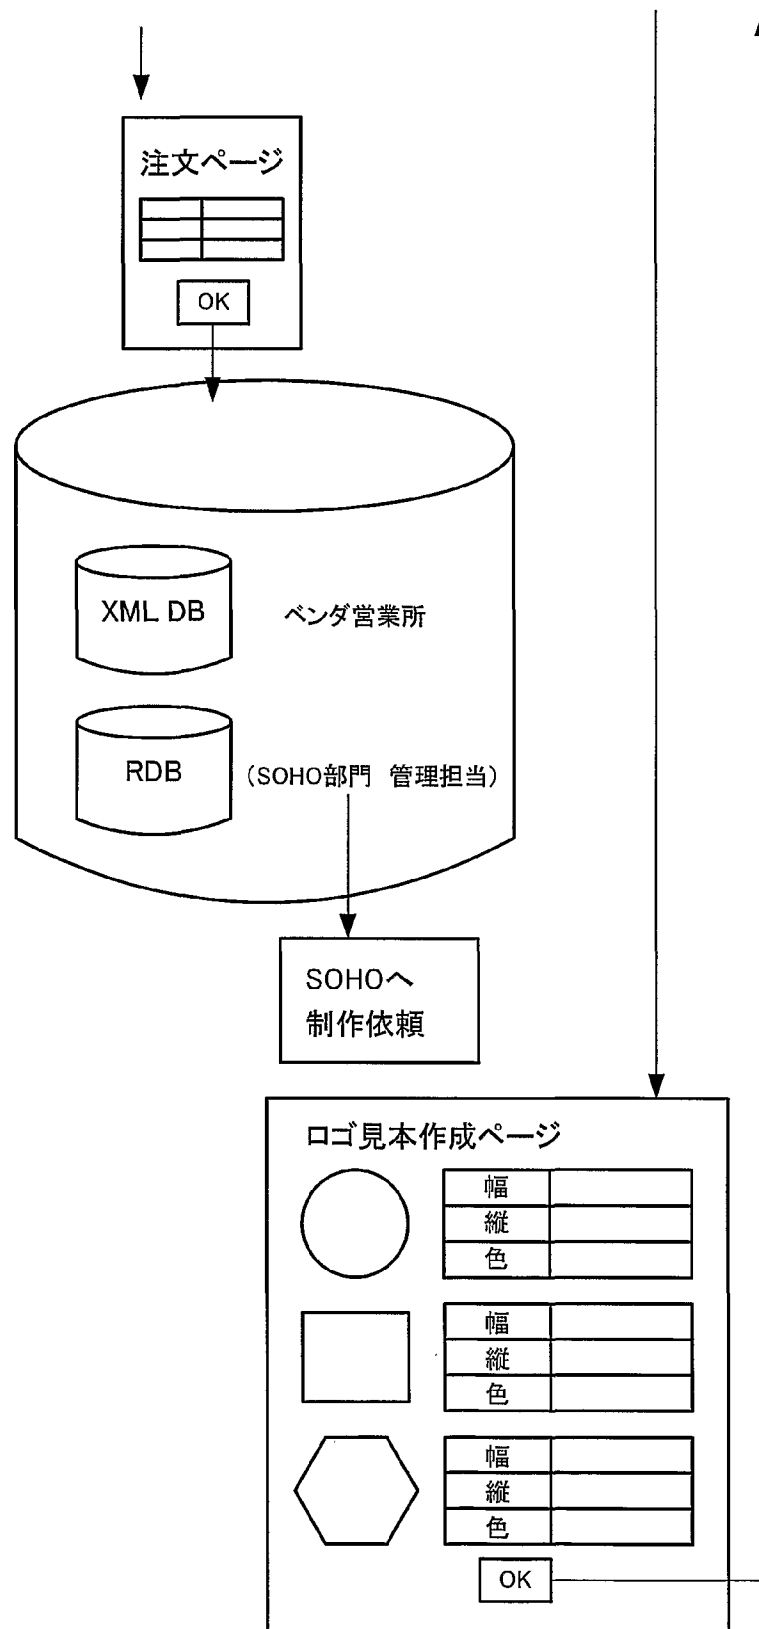 注文ページ
OK
XML DB
ベンダ営業所
RDB
(SOHO部門 管理担当)
SOHOへ
制作依頼
ロゴ見本作成ページ
幅
縦
色
幅
縦
色
幅
縦
色
OK